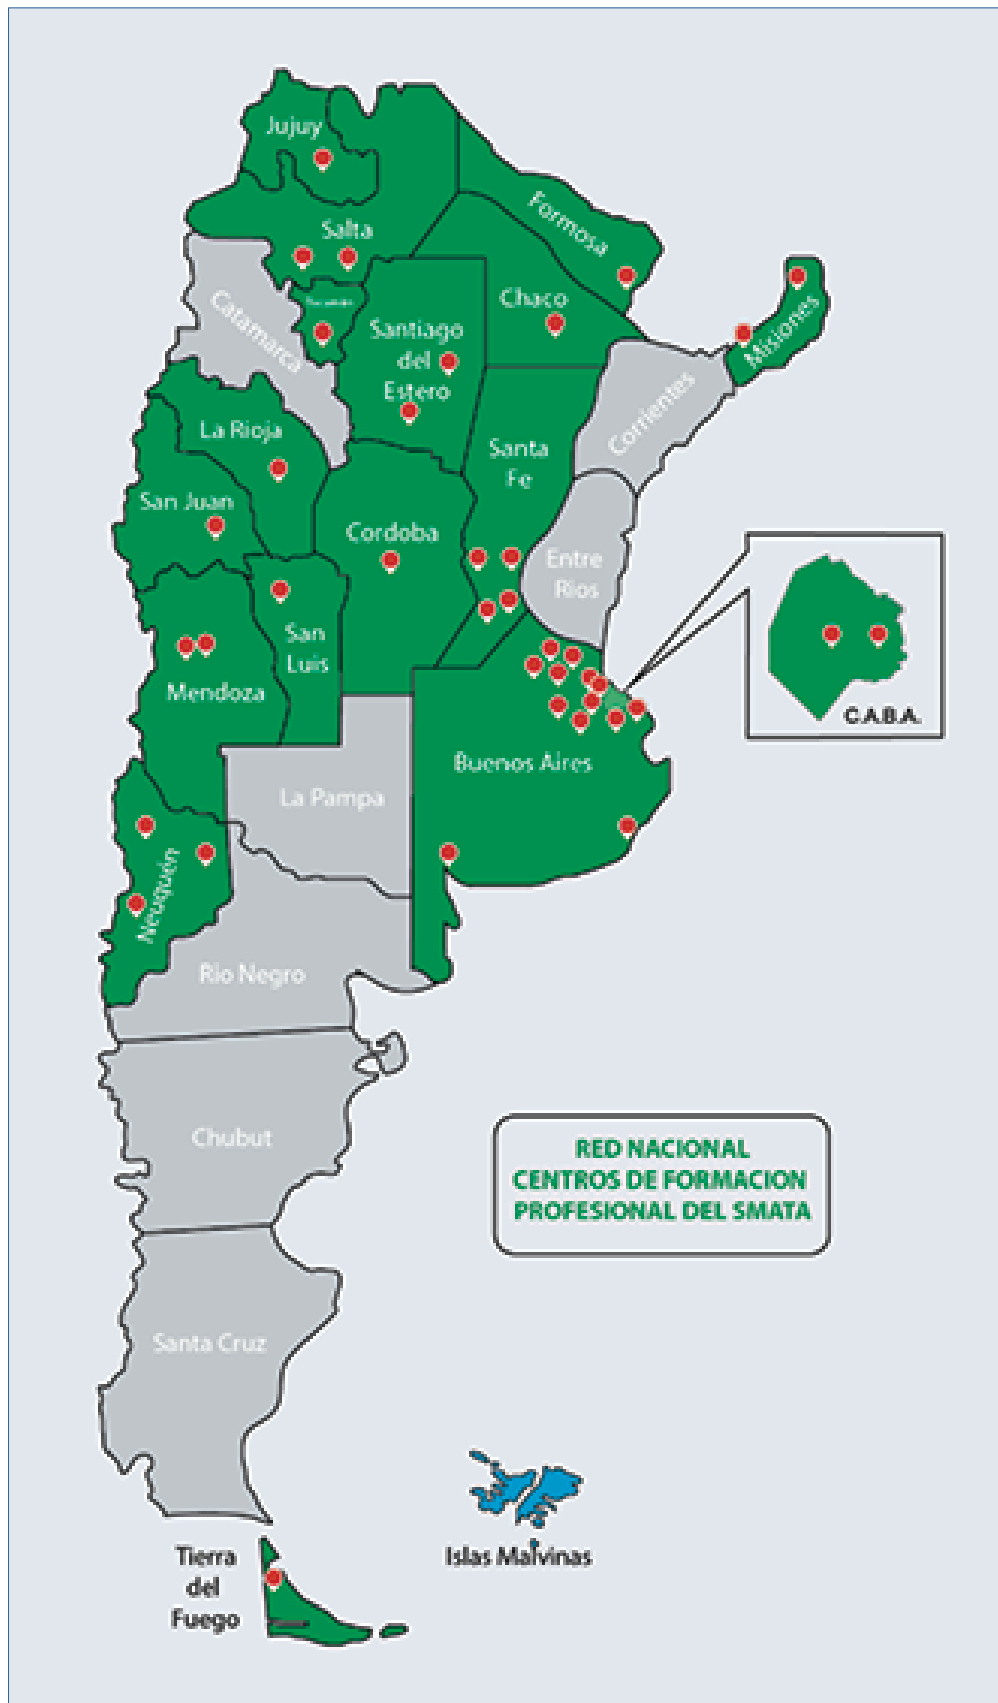 Jujuy
Salta
Formosa
Chaco
Misiones
Catamarca
Santiago
del
Estero
Corrientes
La Rioja
Santa
Fe
San Juan
Cordoba
Entre
Rios
San
Luis
Mendoza
C.A.B.A.
Buenos Aires
La Pampa
Neuquén
Rio Negro
Chubut
RED NACIONAL
CENTROS DE FORMACION
PROFESIONAL DEL SMATA
Santa Cruz
Islas Malvinas
Tierra
del
Fuego